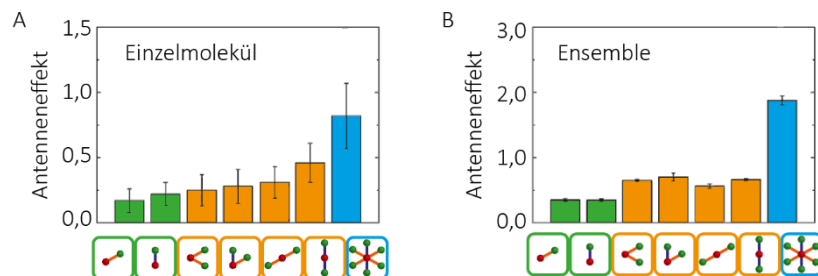 A
Antenneneffekt
1,5
1,0
0,5
0,0
Einzelmolekül
B
Antenneneffekt
3,0
2,0
1,0
0,0
Ensemble